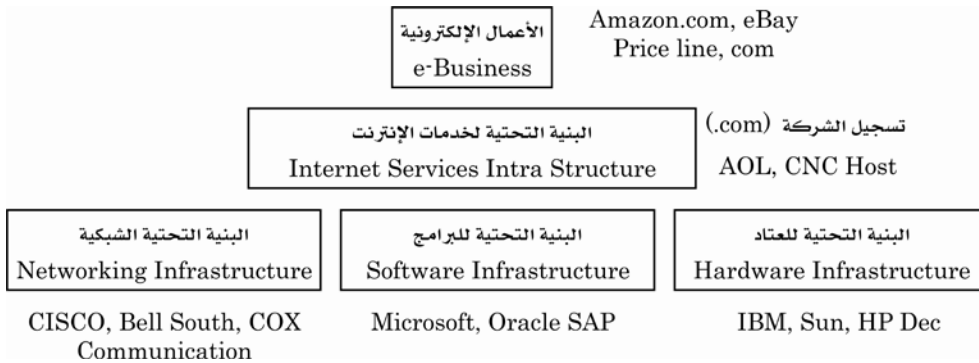 الأعمال الإلكترونية
e-Business
Amazon.com, eBay
Price line, com
البنية التحتية لخدمات الإنترنت
Internet Services Intra Structure
تسجيل الشركة (.com)
AOL, CNC Host
البنية التحتية الشبكية
Networking Infrastructure
CISCO, Bell South, COX
Communication
البنية التحتية للبرامج
Software Infrastructure
Microsoft, Oracle SAP
البنية التحتية للعتاد
Hardware Infrastructure
IBM, Sun, HP Dec